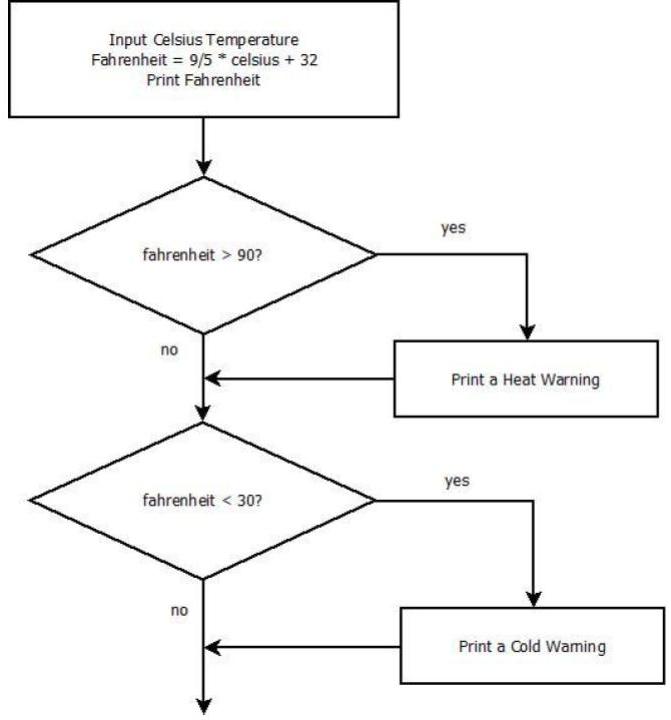 Input Celsius Temperature
Fahrenheit = 9/5 * celsius + 32
Print Fahrenheit
fahrenheit > 90?
yes
no
Print a Heat Warning
fahrenheit < 30?
yes
no
Print a Cold Warning